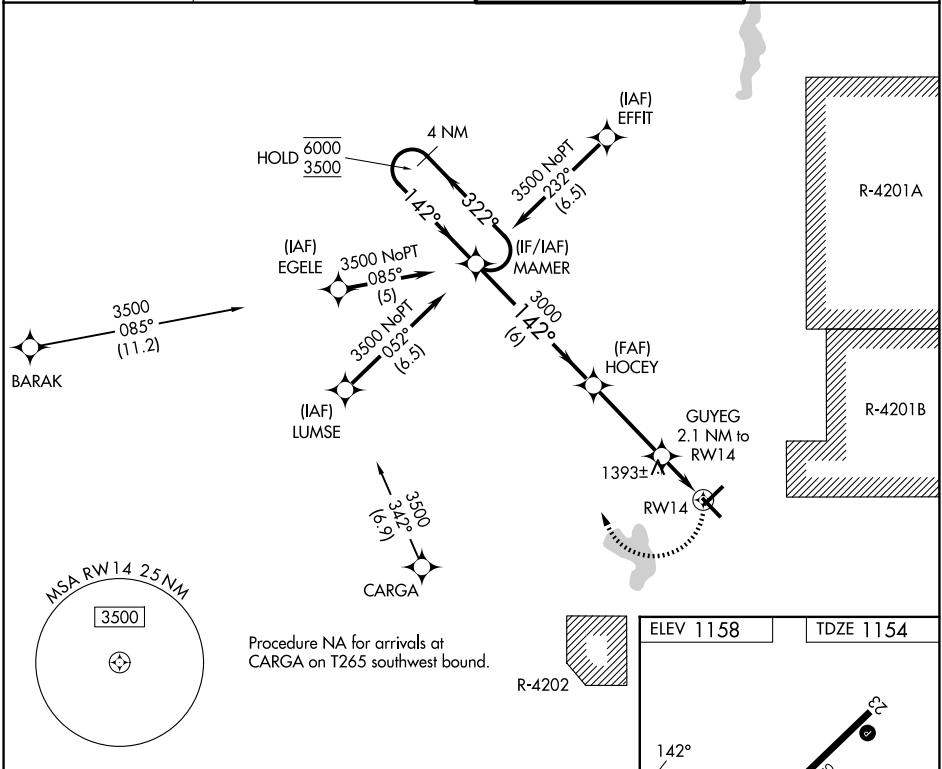 (IAF)
EFFIT
4 NM
HOLD 6000
3500
3500 NoPT
232°
(6.5)
R-4201A
142°
322°
(IAF)
EGELE
3500 NoPT
085°
(5)
(IF/IAF)
MAMER
3500
085°
(11.2)
BARAK
3500 NoPT
052°
(6.5)
3000
142°
(6)
(FAF)
HOCEY
(IAF)
LUMSE
R-4201B
GUYEG
2.1 NM to
RW14
1393±
RW14
3500
342°
(6.9)
CARGA
MSA RW14 25 NM
3500
Procedure NA for arrivals at
CARGA on T265 southwest bound.
R-4202
ELEV 1158
TDZE 1154
23
P
142°